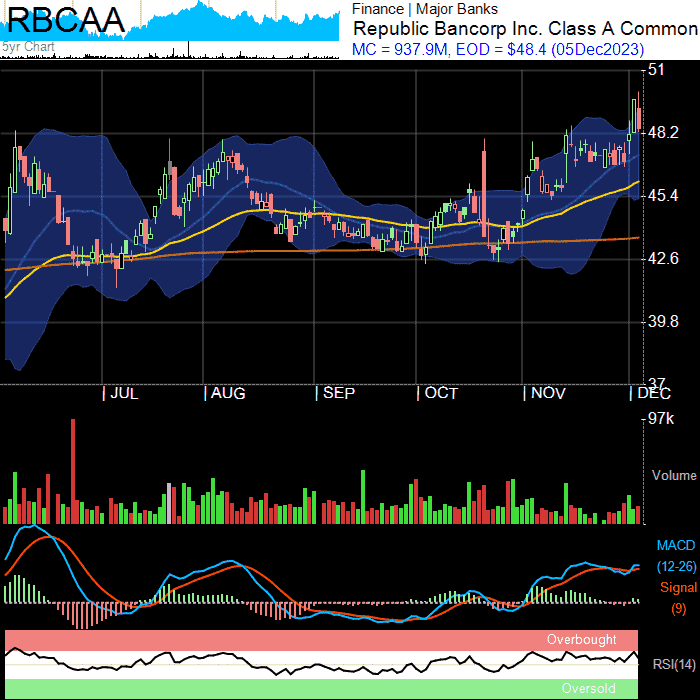 RBCAA
5yr Chart
Finance | Major Banks
Republic Bancorp Inc. Class A Common
MC = 937.9M, EOD = $48.4 (05Dec2023)
51
48.2
45.4
42.6
39.8
37
JUL
AUG
SEP
OCT
NOV
DEC
97k
Volume
MACD
(12-26)
Signal
(9)
Overbought
RSI(14)
Oversold